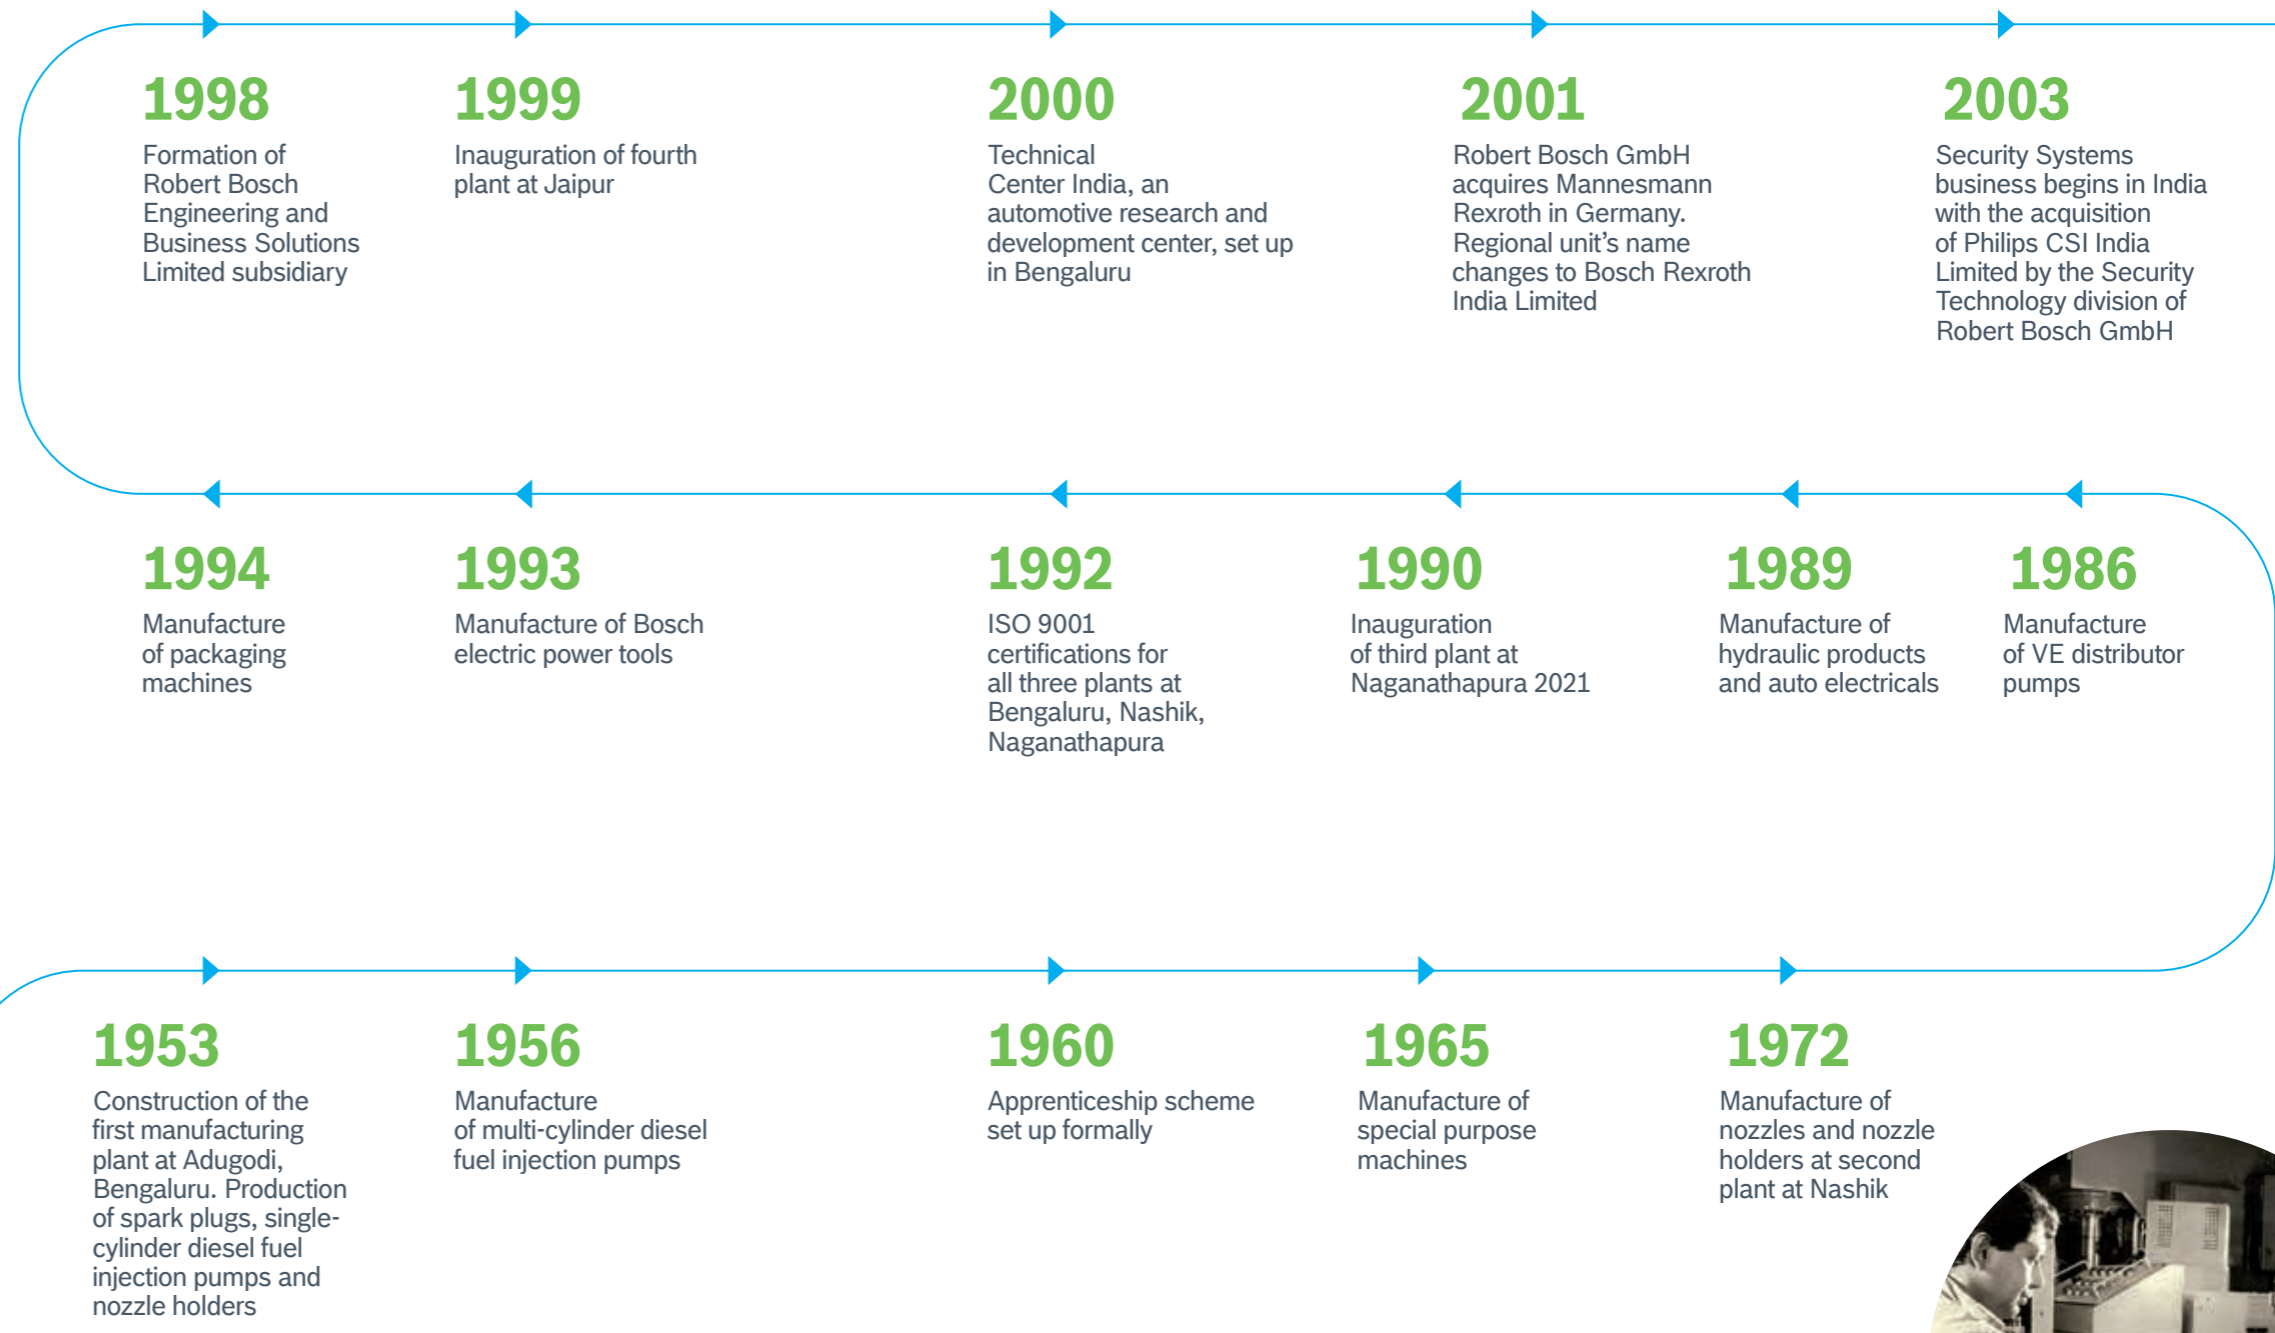 1998
Formation of
Robert Bosch
Engineering and
Business Solutions
Limited subsidiary
1999
Inauguration of fourth
plant at Jaipur
2000
Technical
Center India, an
automotive research and
development center, set up
in Bengaluru
2001
Robert Bosch GmbH
acquires Mannesmann
Rexroth in Germany.
Regional unit’s name
changes to Bosch Rexroth
India Limited
2003
Security Systems
business begins in India
with the acquisition
of Philips CSI India
Limited by the Security
Technology division of
Robert Bosch GmbH
1994
Manufacture
of packaging
machines
1993
Manufacture of Bosch
electric power tools
1992
ISO 9001
certifications for
all three plants at
Bengaluru, Nashik,
Naganathapura
1990
Inauguration
of third plant at
Naganathapura 2021
1989
Manufacture of
hydraulic products
and auto electricals
1986
Manufacture
of VE distributor
pumps
1953
Construction of the
first manufacturing
plant at Adugodi,
Bengaluru. Production
of spark plugs, single-
cylinder diesel fuel
injection pumps and
nozzle holders
1956
Manufacture
of multi-cylinder diesel
fuel injection pumps
1960
Apprenticeship scheme
set up formally
1965
Manufacture of
special purpose
machines
1972
Manufacture of
nozzles and nozzle
holders at second
plant at Nashik